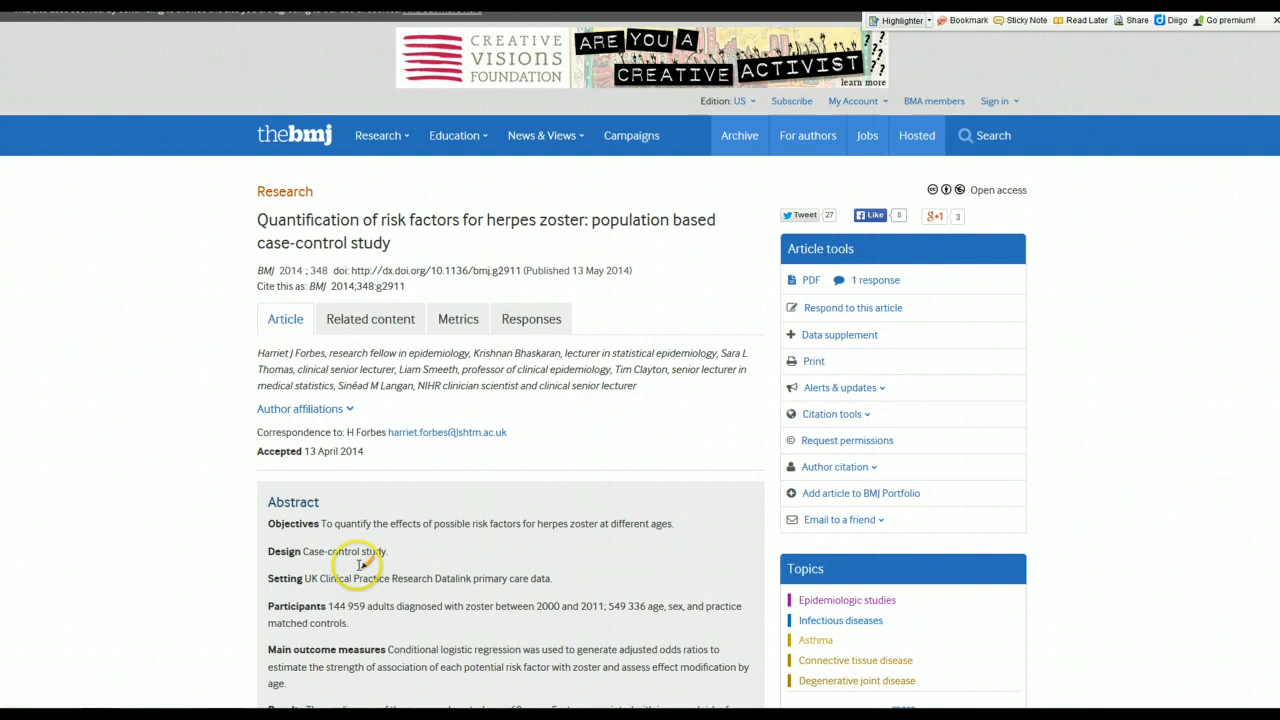 Highlighter Bookmark Sticky Note Read Later Share Diigo Go premium!
CREATIVE VISIONS FOUNDATION
ARE YOU A
CREATIVE ACTIVIST
learn more
Edition: US Subscribe My Account BMA members Sign in
thebmj Research Education News & Views Campaigns Archive For authors Jobs Hosted Search
Research
Open access
Quantification of risk factors for herpes zoster: population based
case-control study
BMJ 2014 ; 348 doi: http://dx.doi.org/10.1136/bmj.g2911 (Published 13 May 2014)
Cite this as: BMJ 2014;348:g2911
Article Related content Metrics Responses
Harriet J Forbes, research fellow in epidemiology, Krishnan Bhaskaran, lecturer in statistical epidemiology, Sara L
Thomas, clinical senior lecturer, Liam Smeeth, professor of clinical epidemiology, Tim Clayton, senior lecturer in
medical statistics, Sinéad M Langan, NIHR clinician scientist and clinical senior lecturer
Author affiliations
Correspondence to: H Forbes harriet.forbes@lshtm.ac.uk
Accepted 13 April 2014
Abstract
Objectives To quantify the effects of possible risk factors for herpes zoster at different ages.
Design Case-control study.
Setting UK Clinical Practice Research Datalink primary care data.
Participants 144 959 adults diagnosed with zoster between 2000 and 2011; 549 336 age, sex, and practice
matched controls.
Main outcome measures Conditional logistic regression was used to generate adjusted odds ratios to
estimate the strength of association of each potential risk factor with zoster and assess effect modification by
age.
Tweet 27 Like 8 g+1 3
Article tools
PDF 1 response
Respond to this article
Data supplement
Print
Alerts & updates
Citation tools
Request permissions
Author citation
Add article to BMJ Portfolio
Email to a friend
Topics
Epidemiologic studies
Infectious diseases
Asthma
Connective tissue disease
Degenerative joint disease